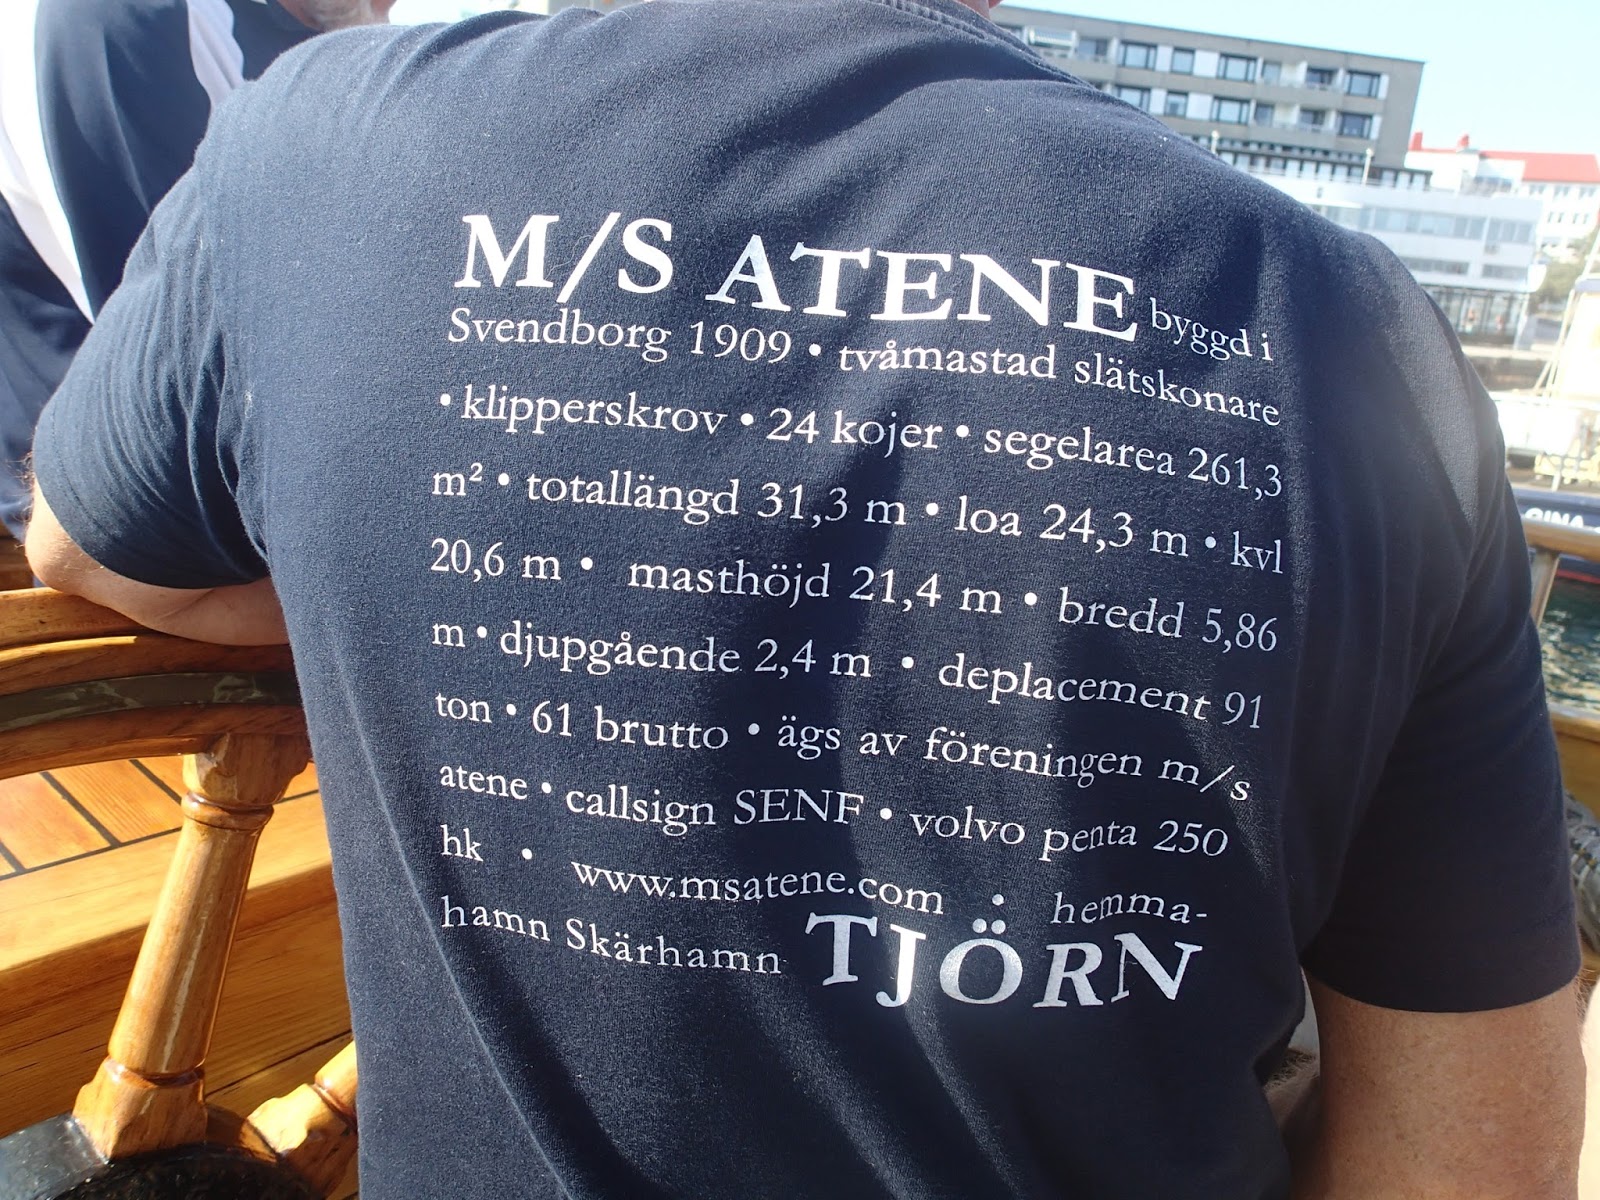 M/S ATENE byggd i
Svendborg 1909 • tvåmastad slätskonare
• klipperskrov • 24 kojer • segelarea 261,3
m² • totallängd 31,3 m • loa 24,3 m • kvl
20,6 m • masthöjd 21,4 m • bredd 5,86
m • djupgående 2,4 m • deplacement 91
ton • 61 brutto • ägs av föreningen m/s
atene • callsign SENF • volvo penta 250
hk • www.msatene.com • hemma-
hamn Skärhamn TJÖRN
GINA